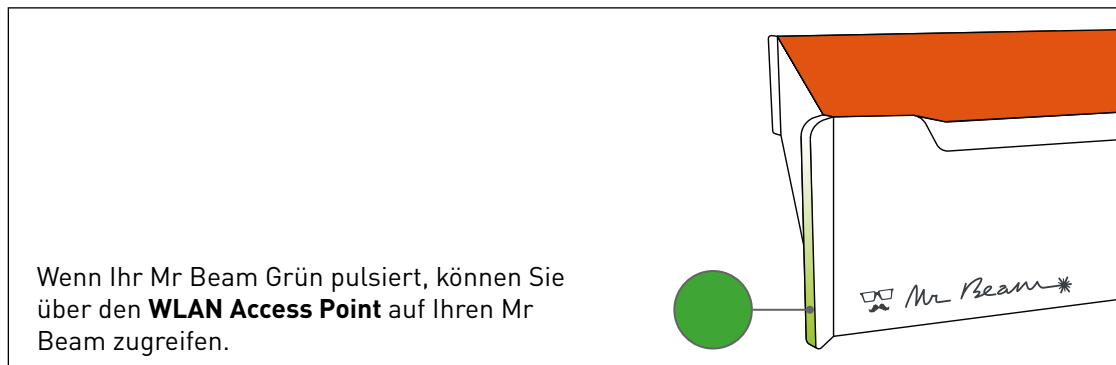 Wenn Ihr Mr Beam Grün pulsiert, können Sie
über den WLAN Access Point auf Ihren Mr
Beam zugreifen.
Mr Beam